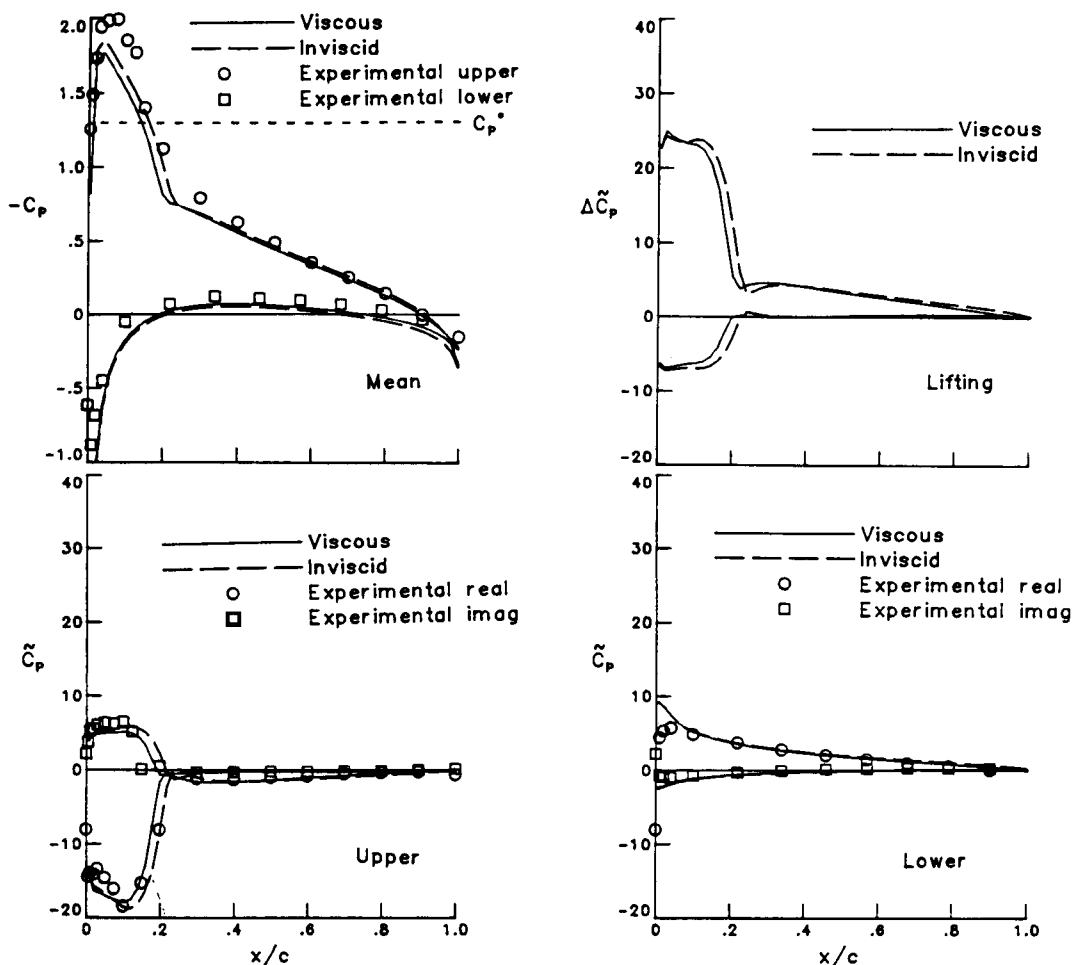 2.0
1.5
1.0
.5
0
-.5
-1.0
-Cp
Viscous
Inviscid
Experimental upper
Experimental lower
Cp*
Mean
40
30
20
10
0
-10
-20
ΔC̃p
Viscous
Inviscid
Lifting
40
30
20
10
0
-10
-20
C̃p
Viscous
Inviscid
Experimental real
Experimental imag
Upper
0 .2 .4 .6 .8 1.0
x/c
40
30
20
10
0
-10
-20
C̃p
Viscous
Inviscid
Experimental real
Experimental imag
Lower
0 .2 .4 .6 .8 1.0
x/c